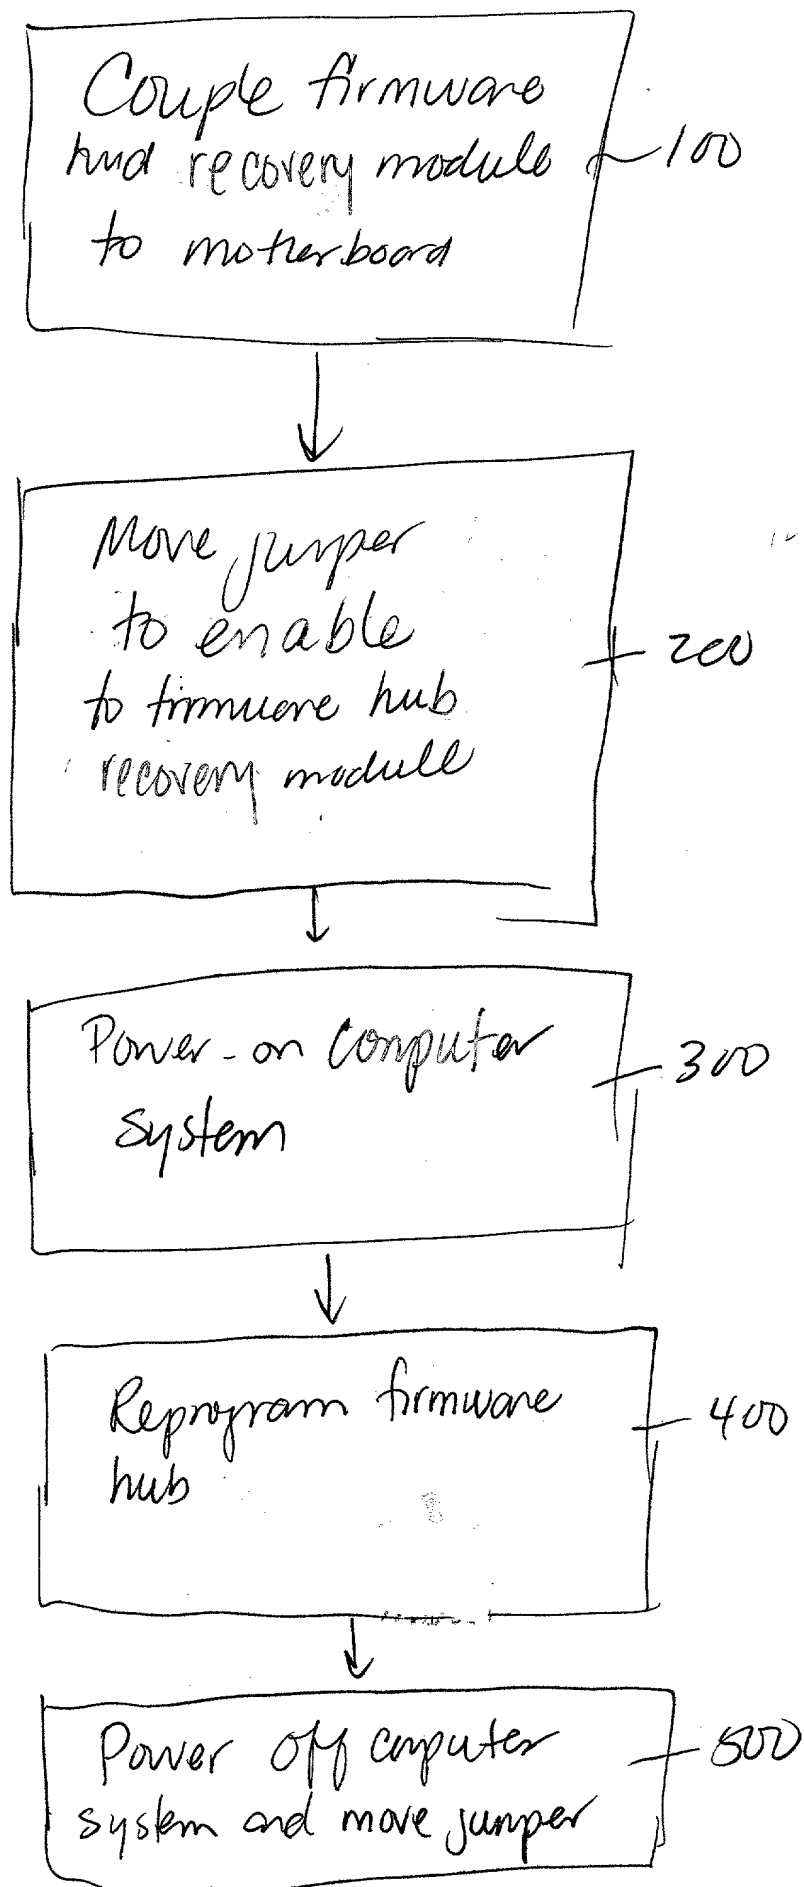 Couple firmware
hud recovery module
100
to motherboard
Move jumper
to enable
200
to firmware hub
recovery module
Power-on computer
300
system
Reprogram firmware
400
hub
Power off computer
500
system and move jumper